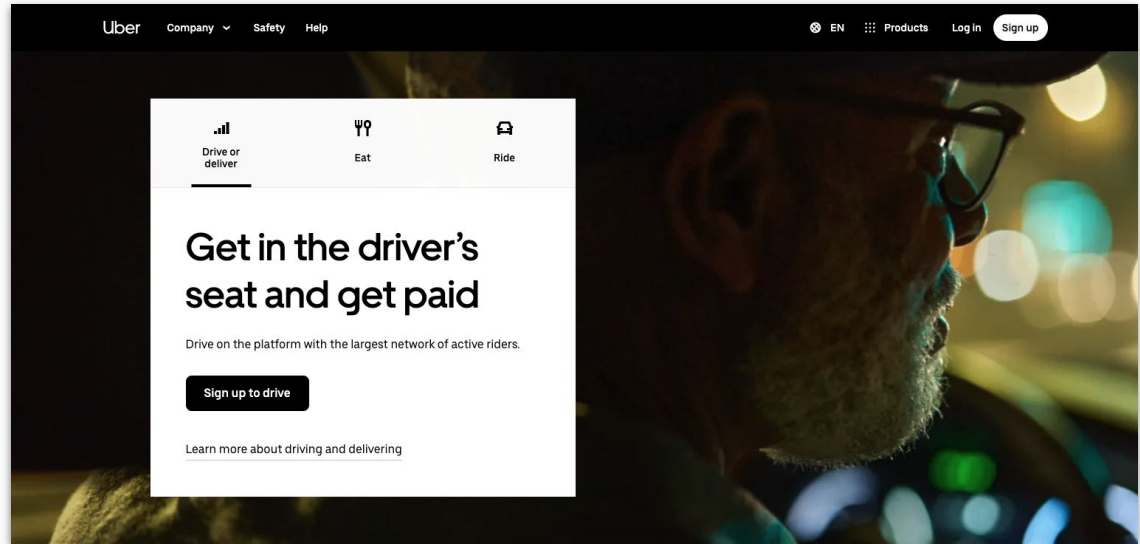 Uber
Company
Safety
Help
EN
Products
Log in
Sign up
Drive or
deliver
Eat
Ride
Get in the driver’s
seat and get paid
Drive on the platform with the largest network of active riders.
Sign up to drive
Learn more about driving and delivering